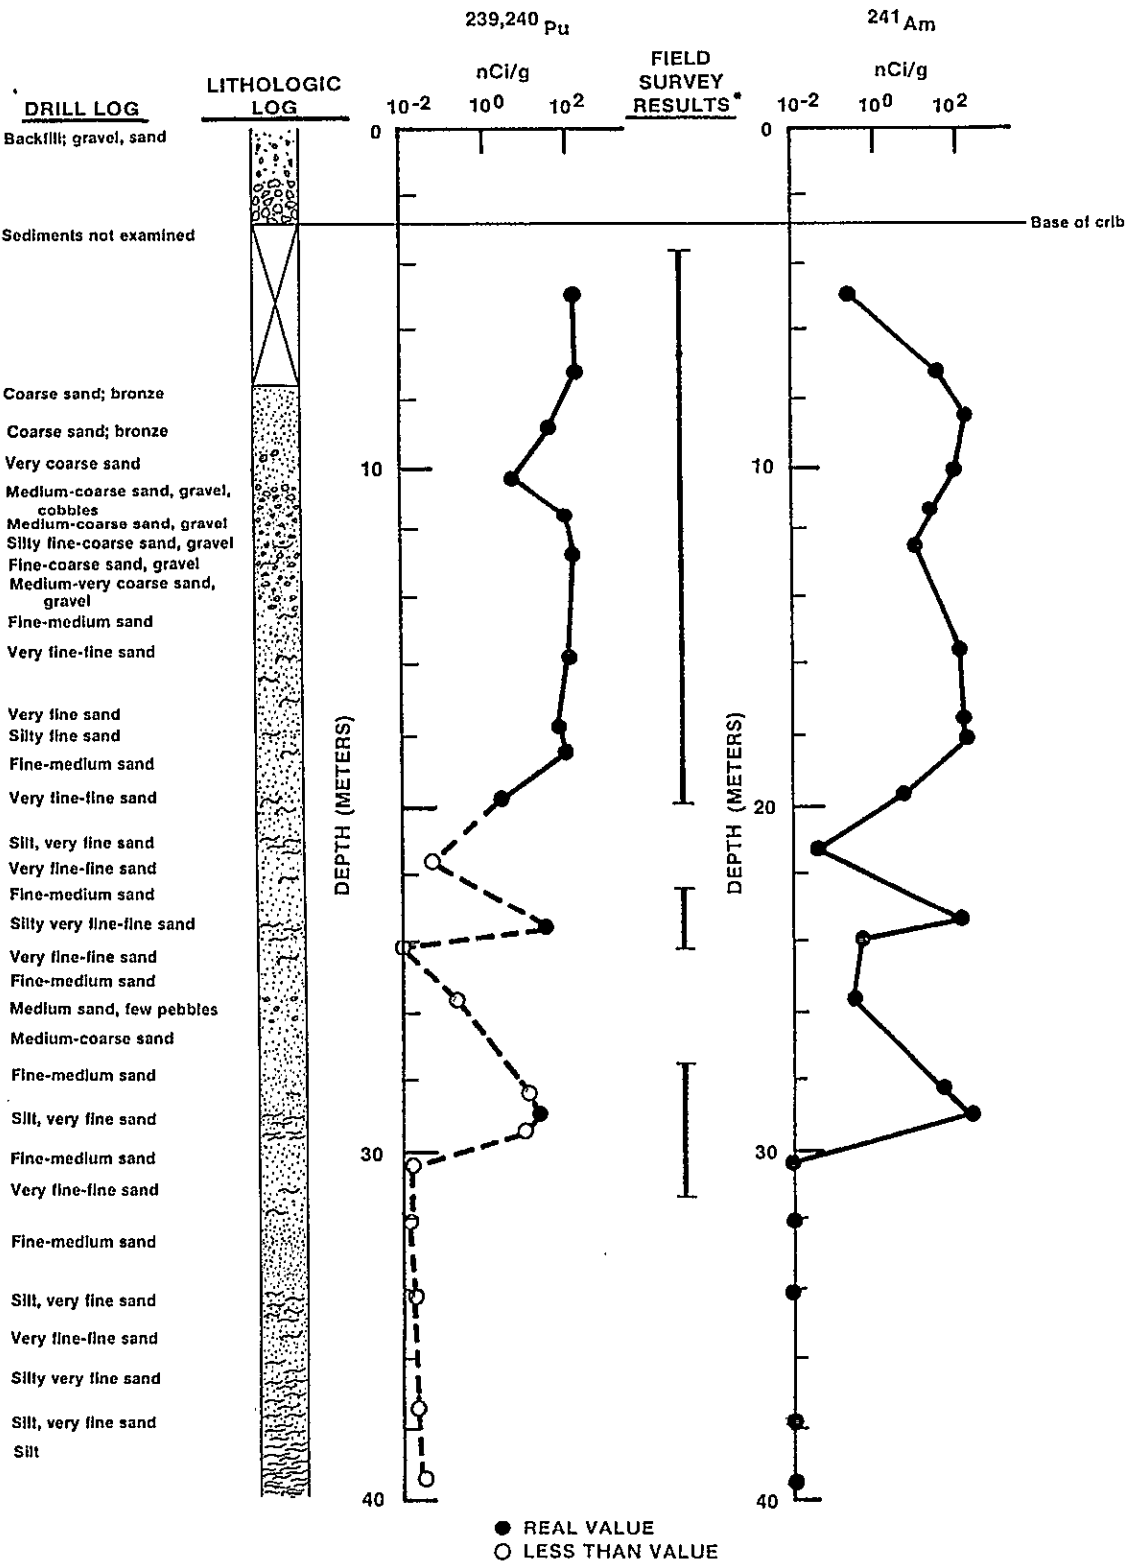 239,240 Pu
241 Am
nCi/g
FIELD
SURVEY
RESULTS*
nCi/g
DRILL LOG
LITHOLOGIC
LOG
10-2 100 102
10-2 100 102
Backfill; gravel, sand
0
0
Base of crib
Sediments not examined
Coarse sand; bronze
Coarse sand; bronze
Very coarse sand
10
10
Medium-coarse sand, gravel,
cobbles
Medium-coarse sand, gravel
Silty fine-coarse sand, gravel
Fine-coarse sand, gravel
Medium-very coarse sand,
gravel
Fine-medium sand
Very fine-fine sand
Very fine sand
Silty fine sand
Fine-medium sand
Very fine-fine sand
DEPTH (METERS)
DEPTH (METERS)
20
Silt, very fine sand
Very fine-fine sand
Fine-medium sand
Silty very fine-fine sand
Very fine-fine sand
Fine-medium sand
Medium sand, few pebbles
Medium-coarse sand
Fine-medium sand
Silt, very fine sand
30
30
Fine-medium sand
Very fine-fine sand
Fine-medium sand
Silt, very fine sand
Very fine-fine sand
Silty very fine sand
Silt, very fine sand
Silt
40
40
REAL VALUE
LESS THAN VALUE